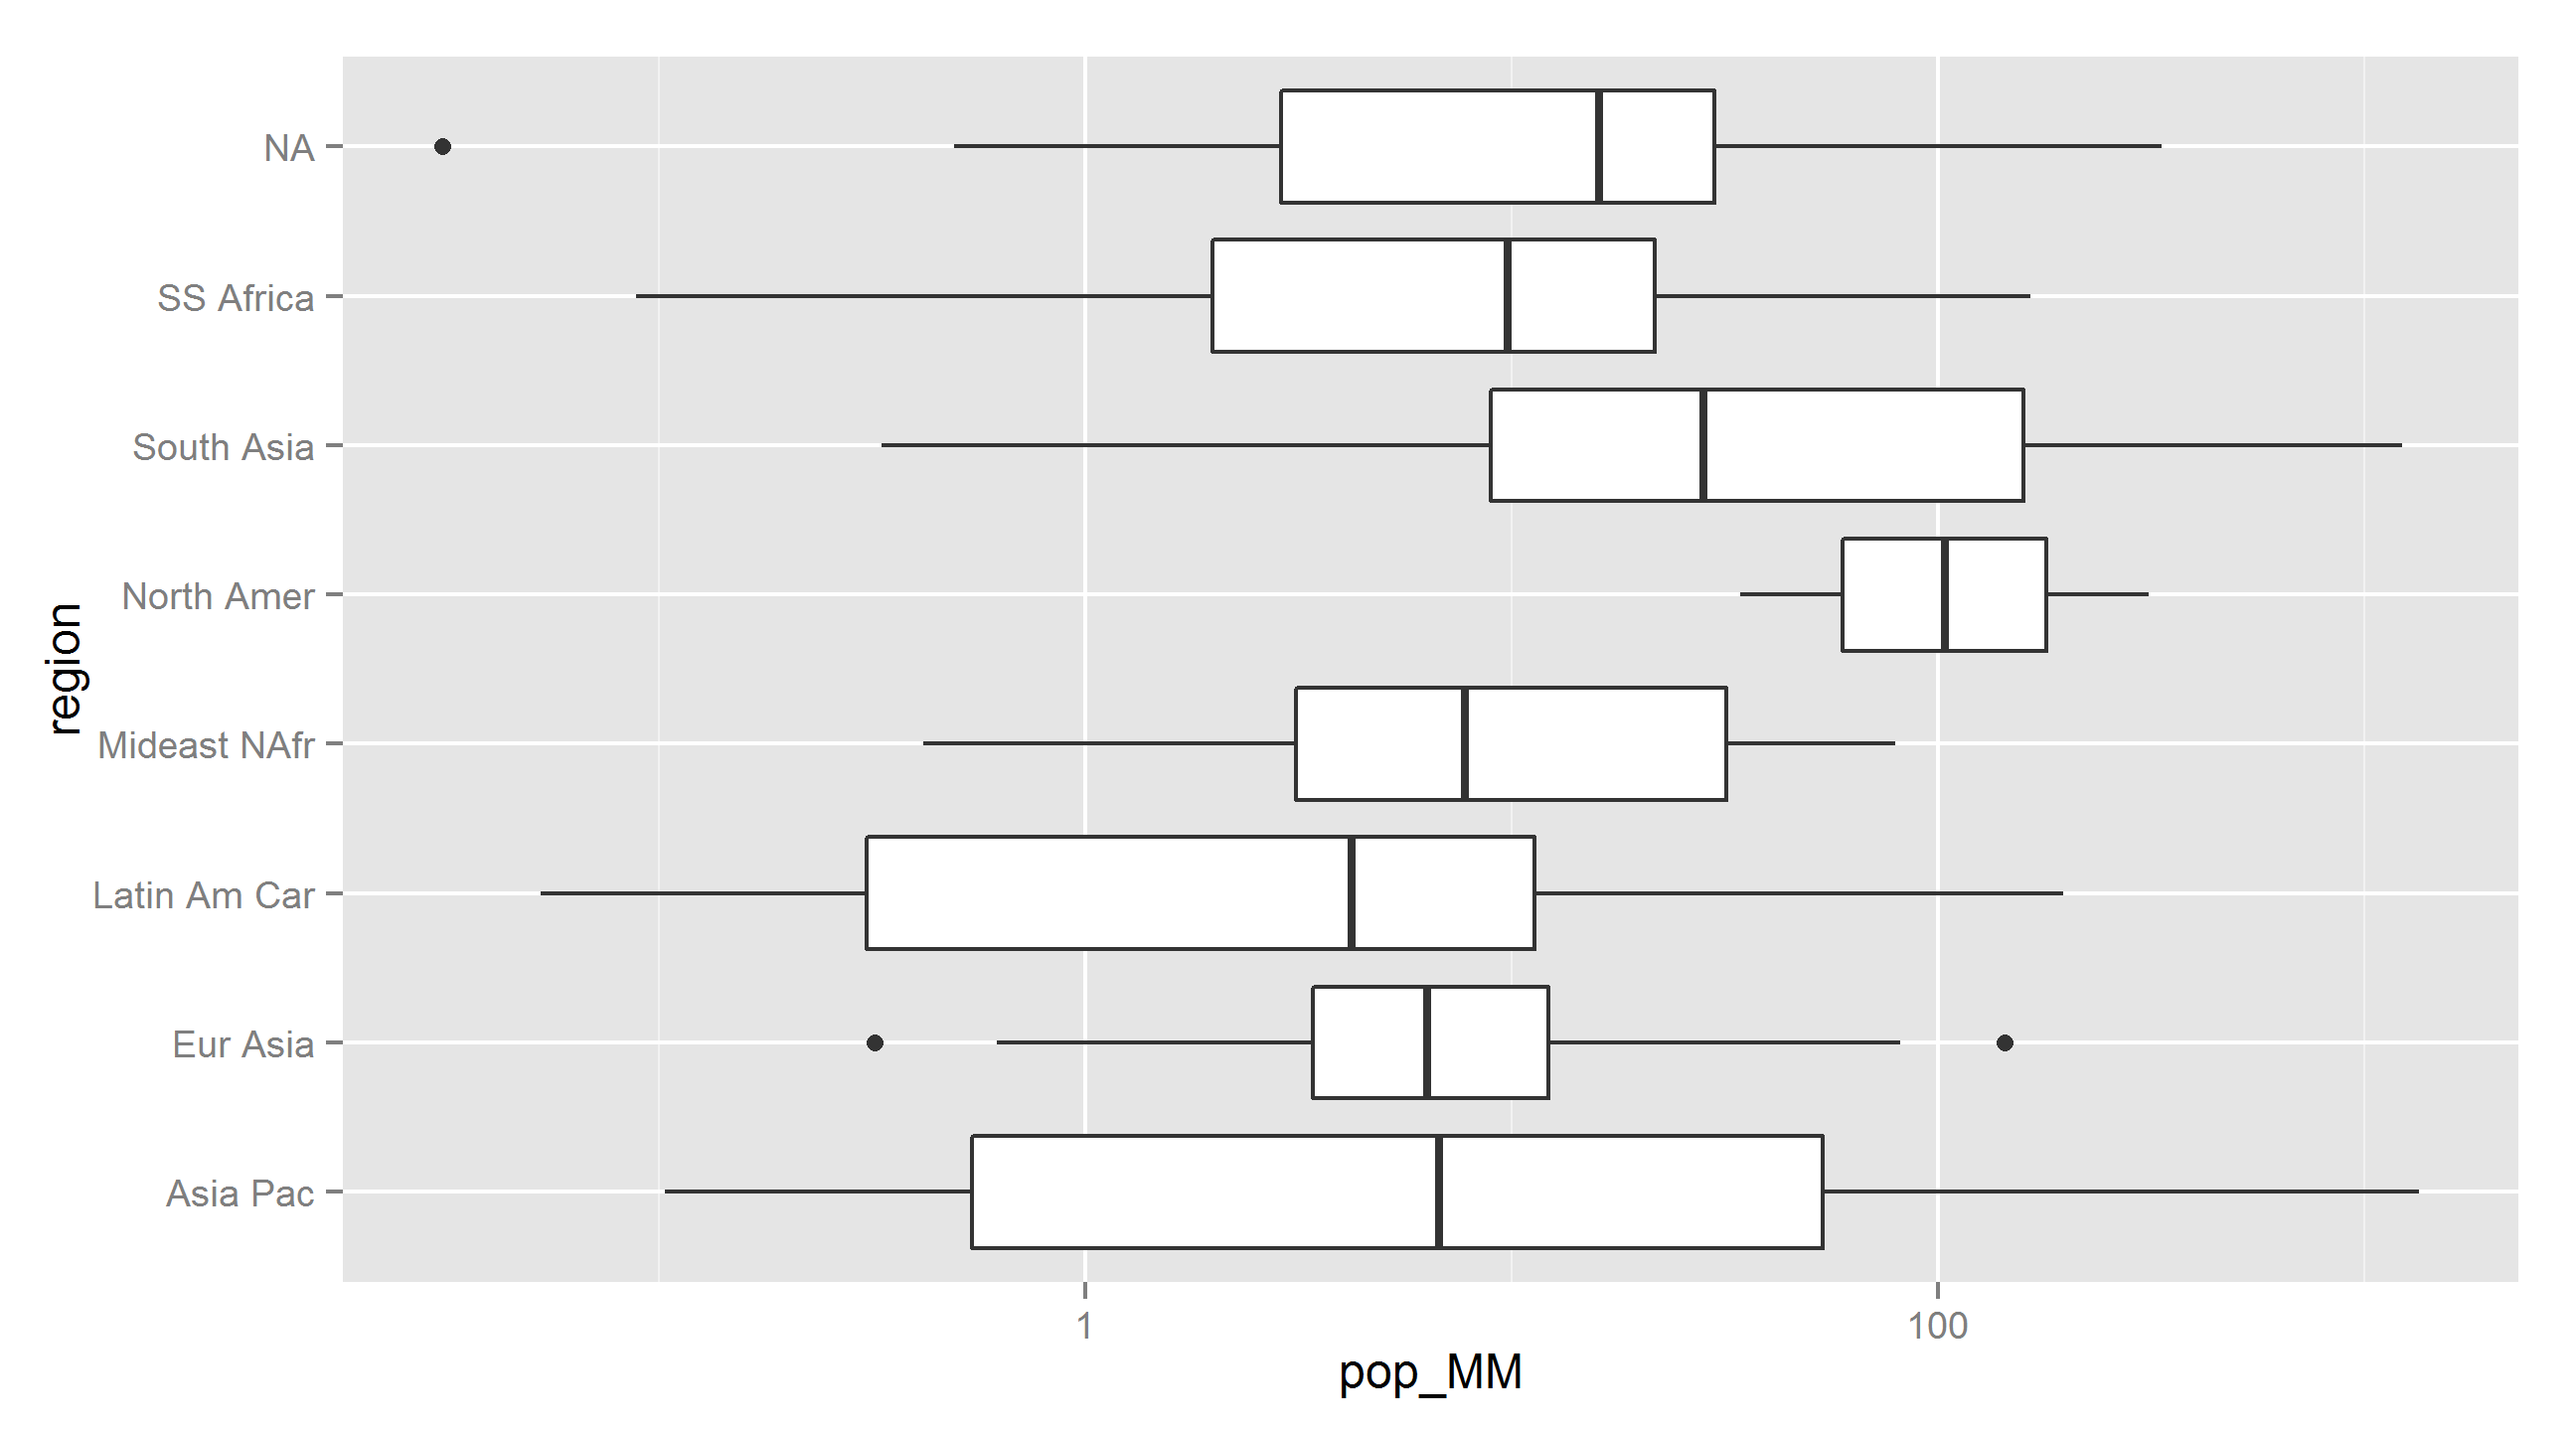 NA
SS Africa
South Asia
North Amer
region
Mideast NAfr
Latin Am Car
Eur Asia
Asia Pac
1
100
pop_MM